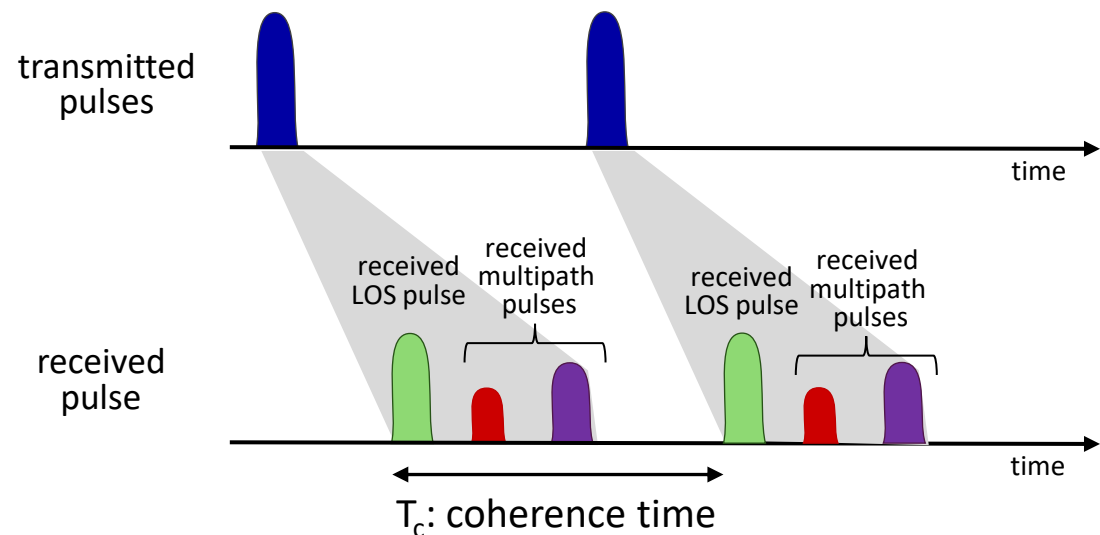 transmitted
pulses
time
received
LOS pulse
received
multipath
pulses
received
LOS pulse
received
multipath
pulses
received
pulse
time
Tc: coherence time